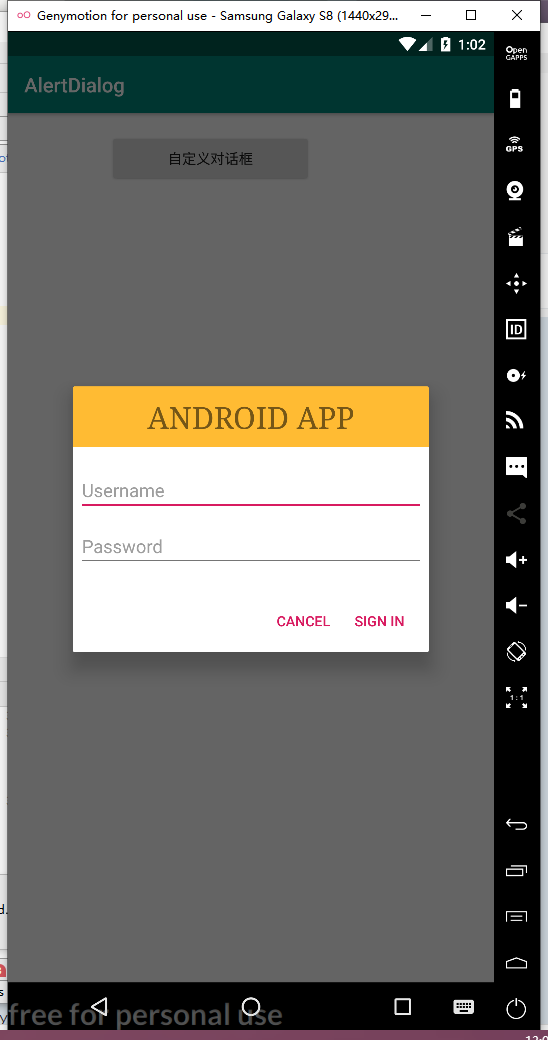 Genymotion for personal use - Samsung Galaxy S8 (1440x29...
1:02
Open
GAPPS
AlertDialog
GPS
自定义对话框
ID
ANDROID APP
Username
Password
CANCEL SIGN IN
1:1
free for personal use